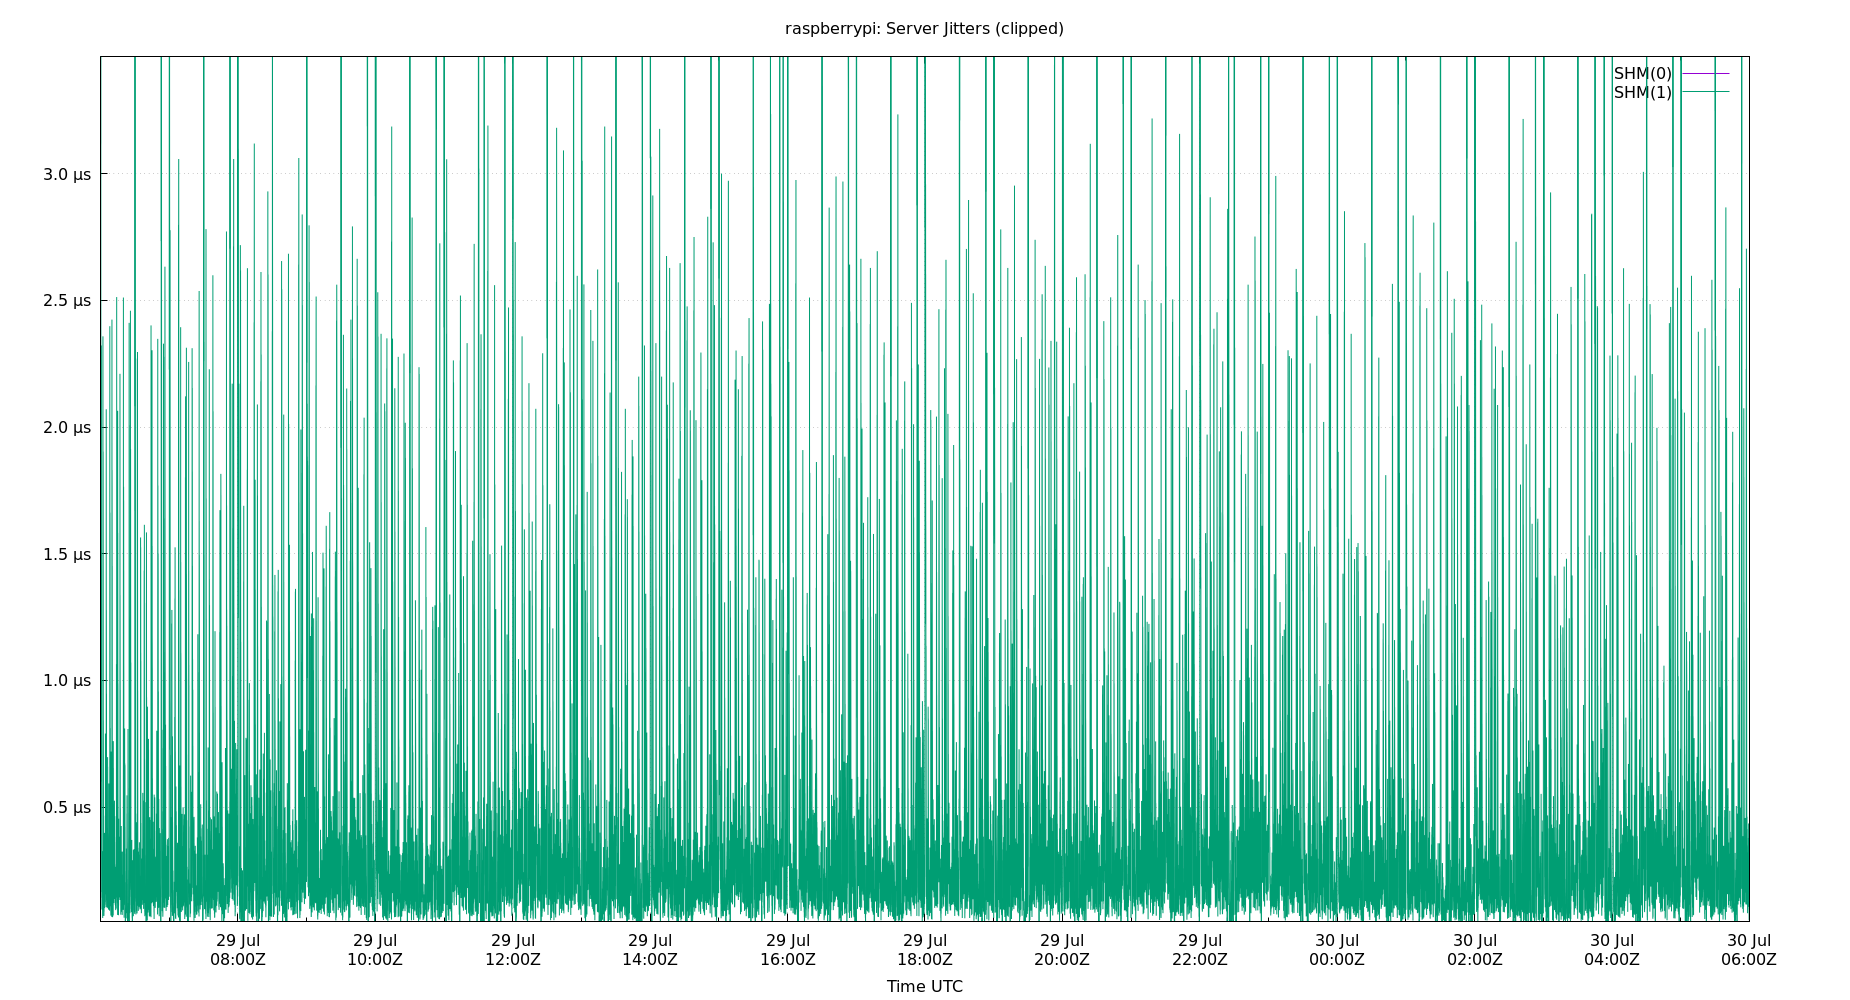 raspberrypi: Server Jitters (clipped)
SHM(0)
SHM(1)
3.0 µs
2.5 µs
2.0 µs
1.5 µs
1.0 µs
0.5 µs
29 Jul 29 Jul 29 Jul 29 Jul 29 Jul 29 Jul 29 Jul 29 Jul 30 Jul 30 Jul 30 Jul 30 Jul
08:00Z 10:00Z 12:00Z 14:00Z 16:00Z 18:00Z 20:00Z 22:00Z 00:00Z 02:00Z 04:00Z 06:00Z
Time UTC